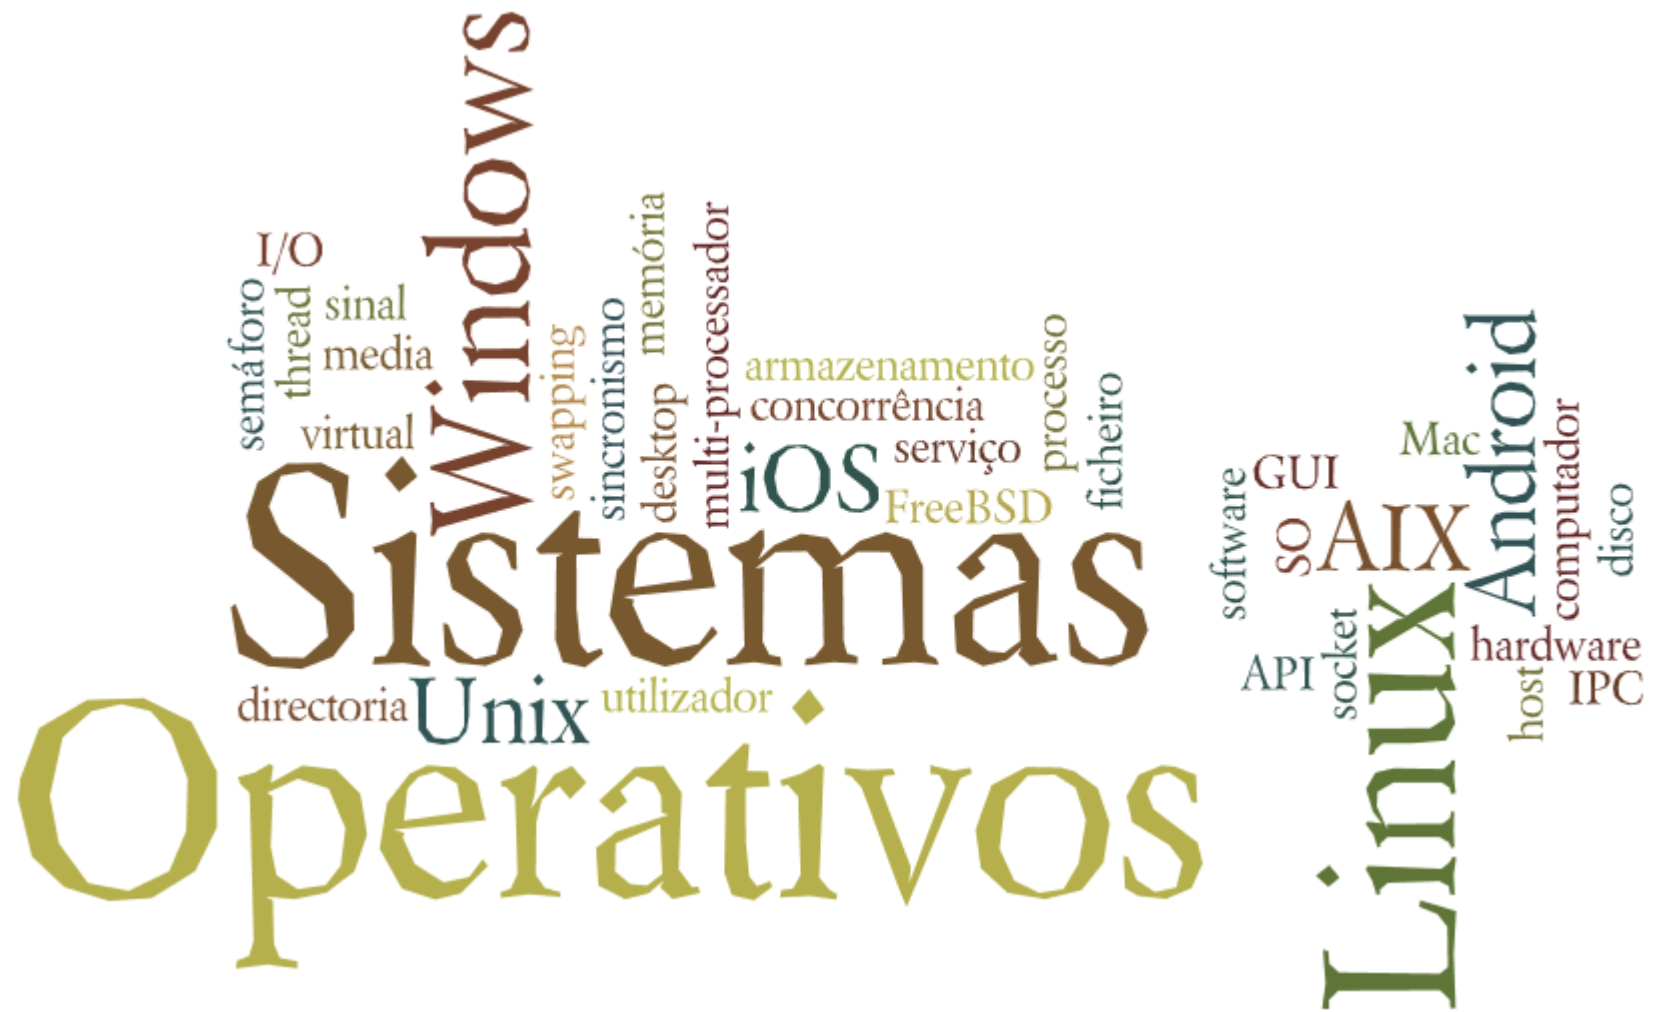 Windows
I/O
semáforo
thread
sinal
media
virtual
swapping
sincronismo
memória
desktop
multi-processador
armazenamento
concorrência
iOS
serviço
FreeBSD
processo
ficheiro
Sistemas
directoria
Unix
utilizador
Operativos
software
GUI
SO
AIX
Mac
Android
computador
disco
API
socket
Linux
hardware
host
IPC